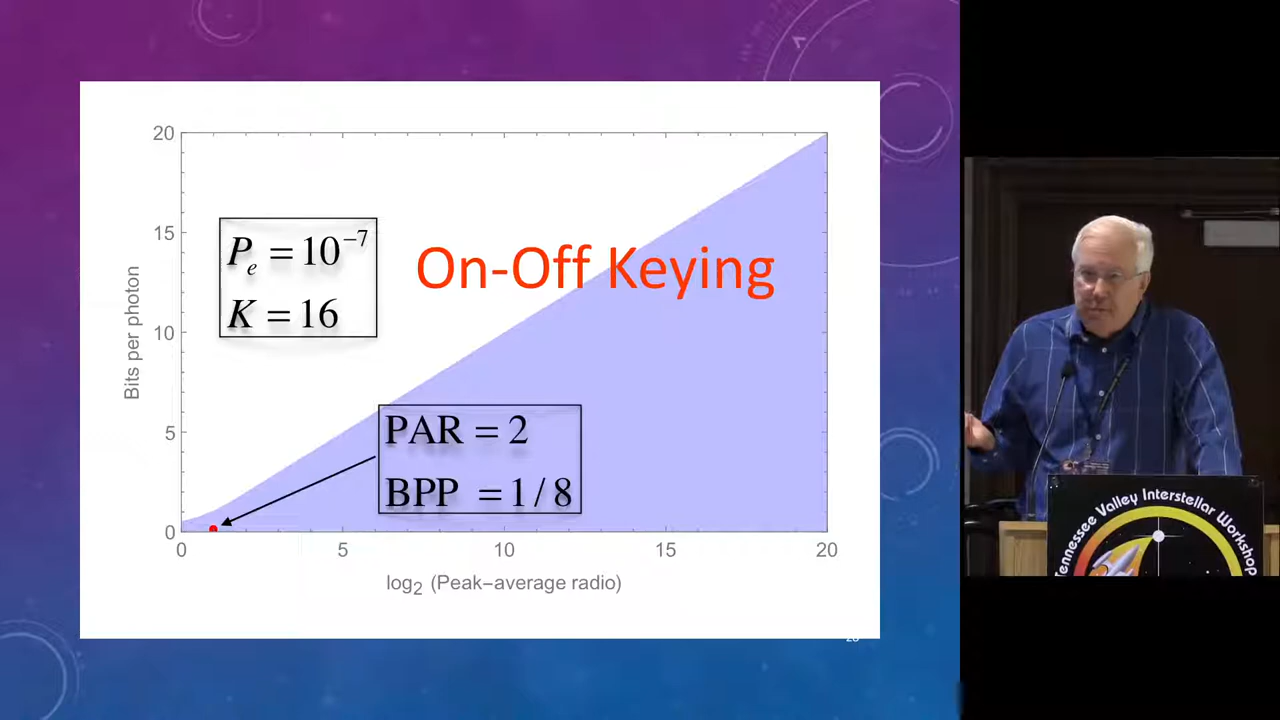 20
15
10
5
0
Bits per photon
P_e = 10^-7
K = 16
On-Off Keying
PAR = 2
BPP = 1/8
0 5 10 15 20
log2 (Peak-average radio)
Tennessee Valley Interstellar Workshop